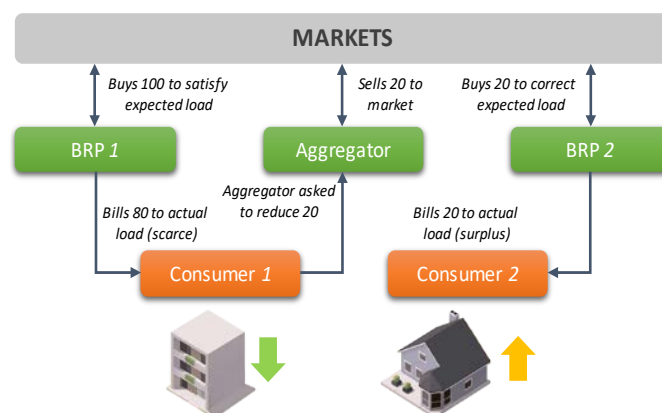 MARKETS
Buys 100 to satisfy
expected load
Sells 20 to
market
Buys 20 to correct
expected load
BRP 1
Aggregator
BRP 2
Bills 80 to actual
load (scarce)
Aggregator asked
to reduce 20
Bills 20 to actual
load (surplus)
Consumer 1
Consumer 2